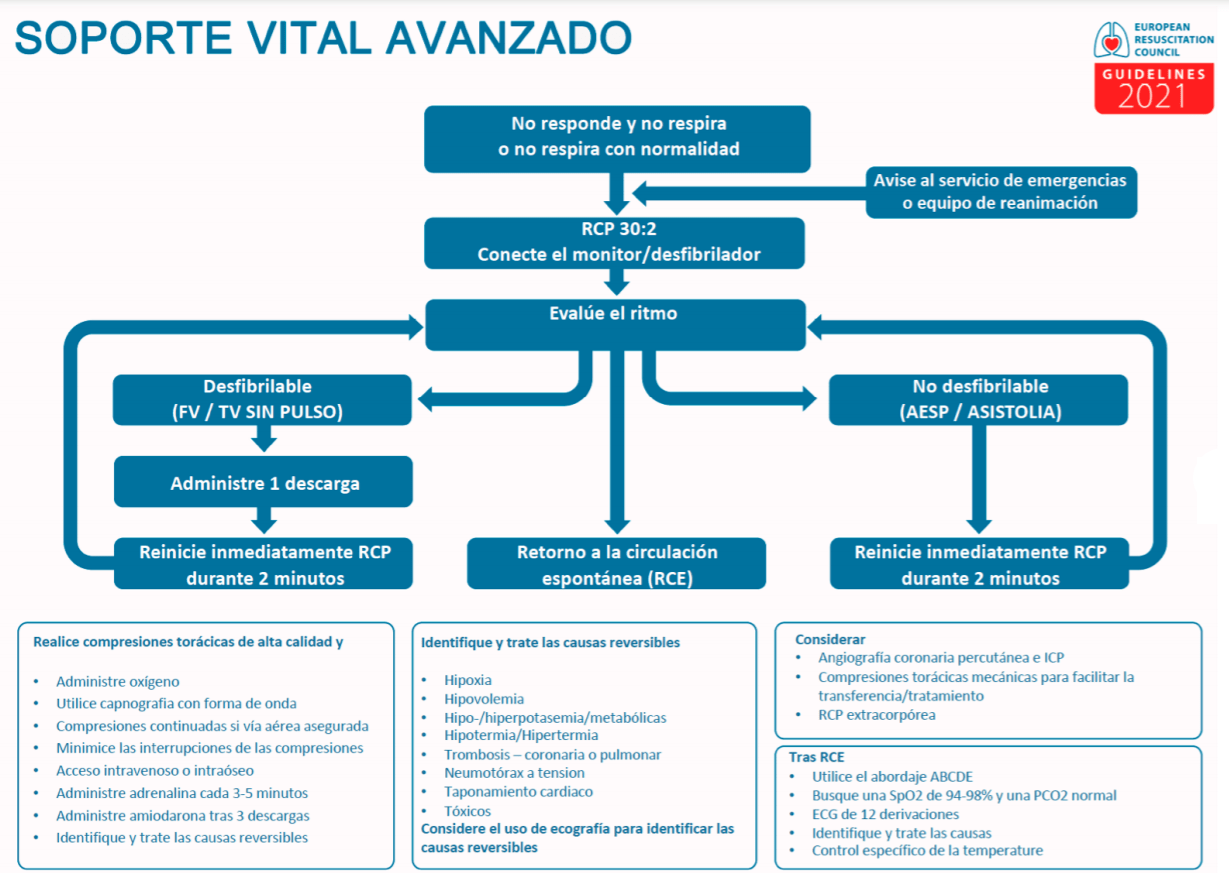 SOPORTE VITAL AVANZADO
EUROPEAN
RESUSCITATION
COUNCIL
GUIDELINES
2021
No responde y no respira
o no respira con normalidad
Avise al servicio de emergencias
o equipo de reanimación
RCP 30:2
Conecte el monitor/desfibrilador
Evalúe el ritmo
Desfibrilable
(FV / TV SIN PULSO)
No desfibrilable
(AESP / ASISTOLIA)
Administre 1 descarga
Reinicie inmediatamente RCP
durante 2 minutos
Retorno a la circulación
espontánea (RCE)
Reinicie inmediatamente RCP
durante 2 minutos
Realice compresiones torácicas de alta calidad y
• Administre oxígeno
• Utilice capnografia con forma de onda
• Compresiones continuadas si vía aérea asegurada
• Minimice las interrupciones de las compresiones
• Acceso intravenoso o intraóseo
• Administre adrenalina cada 3-5 minutos
• Administre amiodarona tras 3 descargas
• Identifique y trate las causas reversibles
Identifique y trate las causas reversibles
• Hipoxia
• Hipovolemia
• Hipo-/hiperpotasemia/metabólicas
• Hipotermia/Hipertermia
• Trombosis – coronaria o pulmonar
• Neumotórax a tension
• Taponamiento cardiaco
• Tóxicos
Considere el uso de ecografía para identificar las
causas reversibles
Considerar
• Angiografía coronaria percutánea e ICP
• Compresiones torácicas mecánicas para facilitar la
transferencia/tratamiento
• RCP extracorpórea
Tras RCE
• Utilice el abordaje ABCDE
• Busque una SpO2 de 94-98% y una PCO2 normal
• ECG de 12 derivaciones
• Identifique y trate las causas
• Control específico de la temperature